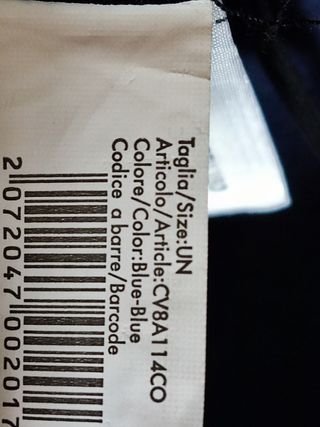 Taglia/Size:UN
Articolo/Article:CV8A114CO
Colore/Color:Blue-Blue
Codice a barre/Barcode
2072047002017